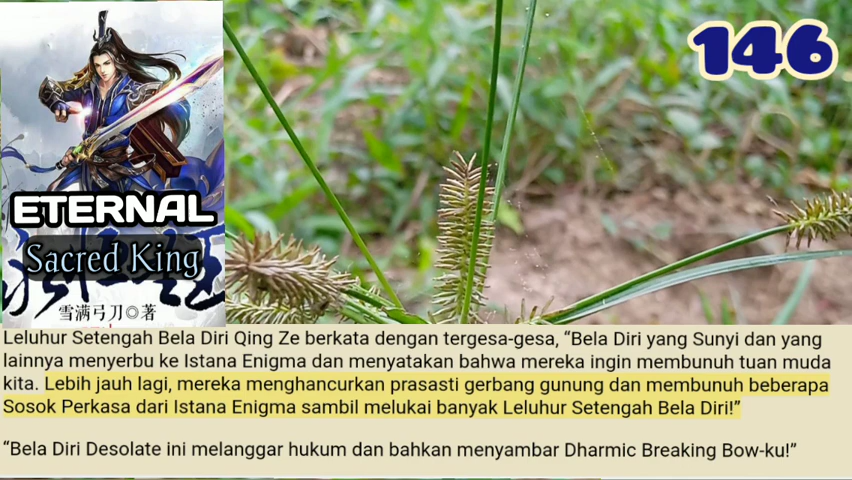 146
ETERNAL
Sacred King
雪满弓刀◎著
Leluhur Setengah Bela Diri Qing Ze berkata dengan tergesa-gesa, “Bela Diri yang Sunyi dan yang
lainnya menyerbu ke Istana Enigma dan menyatakan bahwa mereka ingin membunuh tuan muda
kita. Lebih jauh lagi, mereka menghancurkan prasasti gerbang gunung dan membunuh beberapa
Sosok Perkasa dari Istana Enigma sambil melukai banyak Leluhur Setengah Bela Diri!”
“Bela Diri Desolate ini melanggar hukum dan bahkan menyambar Dharmic Breaking Bow-ku!”